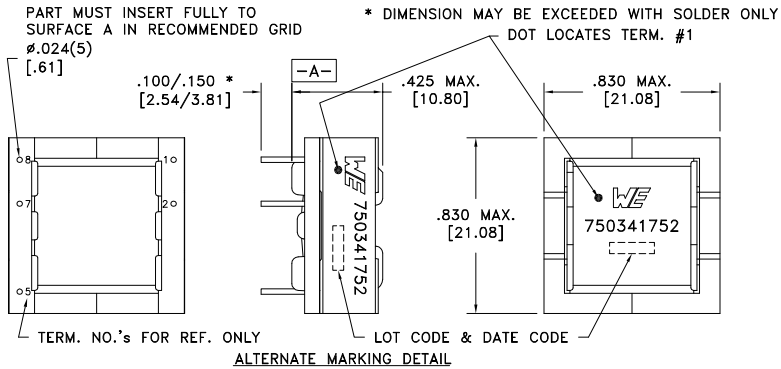 PART MUST INSERT FULLY TO
SURFACE A IN RECOMMENDED GRID
ø.024(5)
[.61]
* DIMENSION MAY BE EXCEEDED WITH SOLDER ONLY
DOT LOCATES TERM. #1
.100/.150 *
[2.54/3.81]
-A-
.425 MAX.
[10.80]
.830 MAX.
[21.08]
8
1
7
2
5
WE
750341752
.830 MAX.
[21.08]
WE
750341752
TERM. NO.'s FOR REF. ONLY
LOT CODE & DATE CODE
ALTERNATE MARKING DETAIL